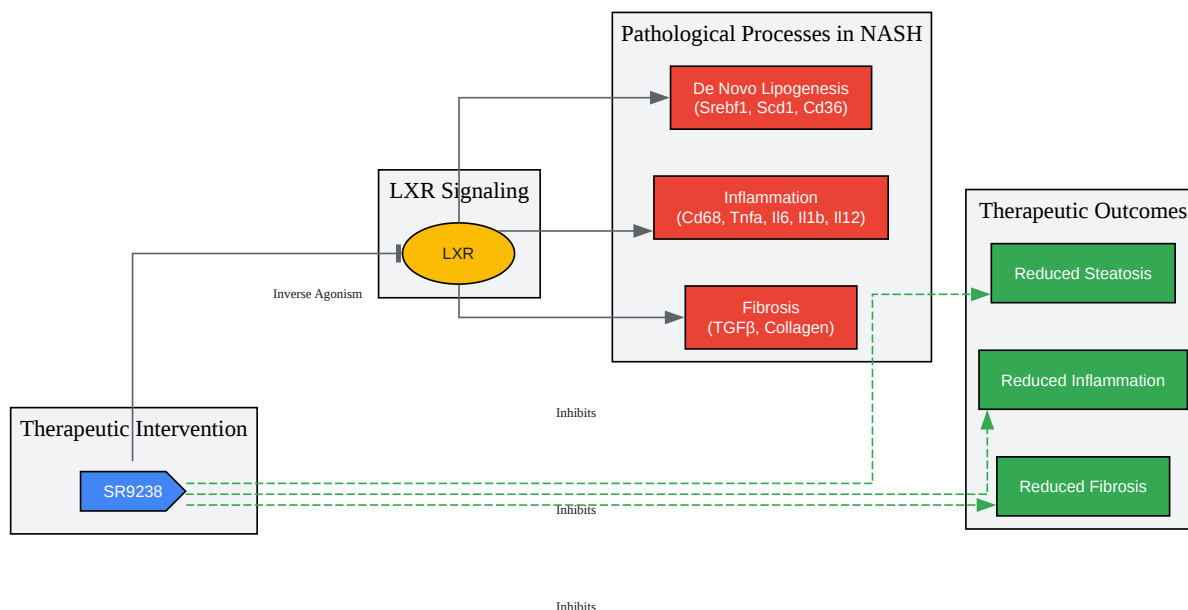 Pathological Processes in NASH
De Novo Lipogenesis
(Srebf1, Scd1, Cd36)
Inflammation
(Cd68, Tnfa, Il6, Il1b, Il12)
Fibrosis
(TGFβ, Collagen)
LXR Signaling
LXR
Inverse Agonism
Therapeutic Outcomes
Reduced Steatosis
Reduced Inflammation
Reduced Fibrosis
Therapeutic Intervention
SR9238
Inhibits
Inhibits
Inhibits